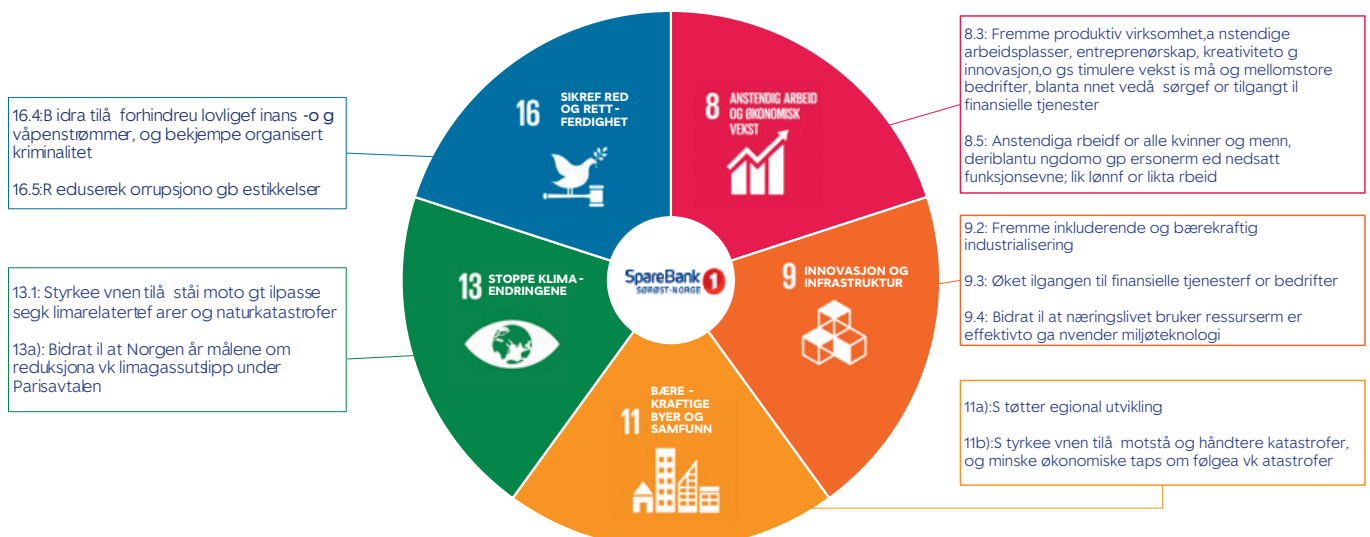 16.4:B idra tilå forhindreu lovligef inans -o g
våpenstrømmer, og bekjempe organisert
kriminalitet
16.5:R eduserek orrupsjono gb estikkelser
13.1: Styrkee vnen tilå ståi moto gt ilpasse
segk limarelatertef arer og naturkatastrofer
13a): Bidrat il at Norgen år målene om
reduksjona vk limagassutslipp under
Parisavtalen
16
SIKREF RED
OG RETT-
FERDIGHET
8
ANSTENDIG ARBEID
OG ØKONOMISK
VEKST
13
STOPPE KLIMA-
ENDRINGENE
SpareBank 1
SØRØST-NORGE
9
INNOVASJON OG
INFRASTRUKTUR
11
BÆRE -
KRAFTIGE
BYER OG
SAMFUNN
8.3: Fremme produktiv virksomhet,a nstendige
arbeidsplasser, entreprenørskap, kreativiteto g
innovasjon,o gs timulere vekst is må og mellomstore
bedrifter, blanta nnet vedå sørgef or tilgangt il
finansielle tjenester
8.5: Anstendiga rbeidf or alle kvinner og menn,
deriblantu ngdomo gp ersonerm ed nedsatt
funksjonsevne; lik lønnf or likta rbeid
9.2: Fremme inkluderende og bærekraftig
industrialisering
9.3: Øket ilgangen til finansielle tjenesterf or bedrifter
9.4: Bidrat il at næringslivet bruker ressurserm er
effektivto ga nvender miljøteknologi
11a):S tøtter egional utvikling
11b):S tyrkee vnen tilå motstå og håndtere katastrofer,
og minske økonomiske taps om følgea vk atastrofer